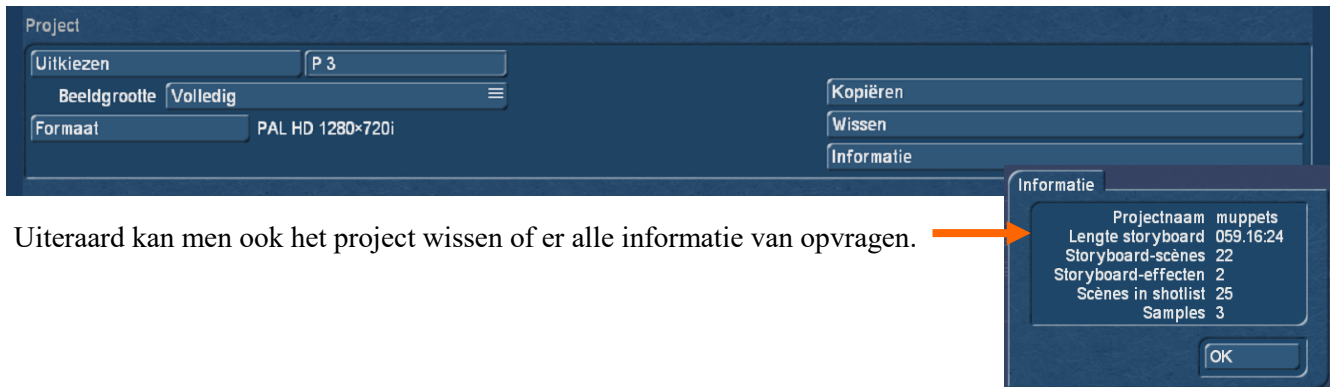 Project
Uitkiezen P 3
Beeldgrootte Volledig
Kopiëren
Formaat PAL HD 1280×720i
Wissen
Informatie
Uiteraard kan men ook het project wissen of er alle informatie van opvragen.
Informatie
Projectnaam muppets
Lengte storyboard 059.16:24
Storyboard-scènes 22
Storyboard-effecten 2
Scènes in shotlist 25
Samples 3
OK